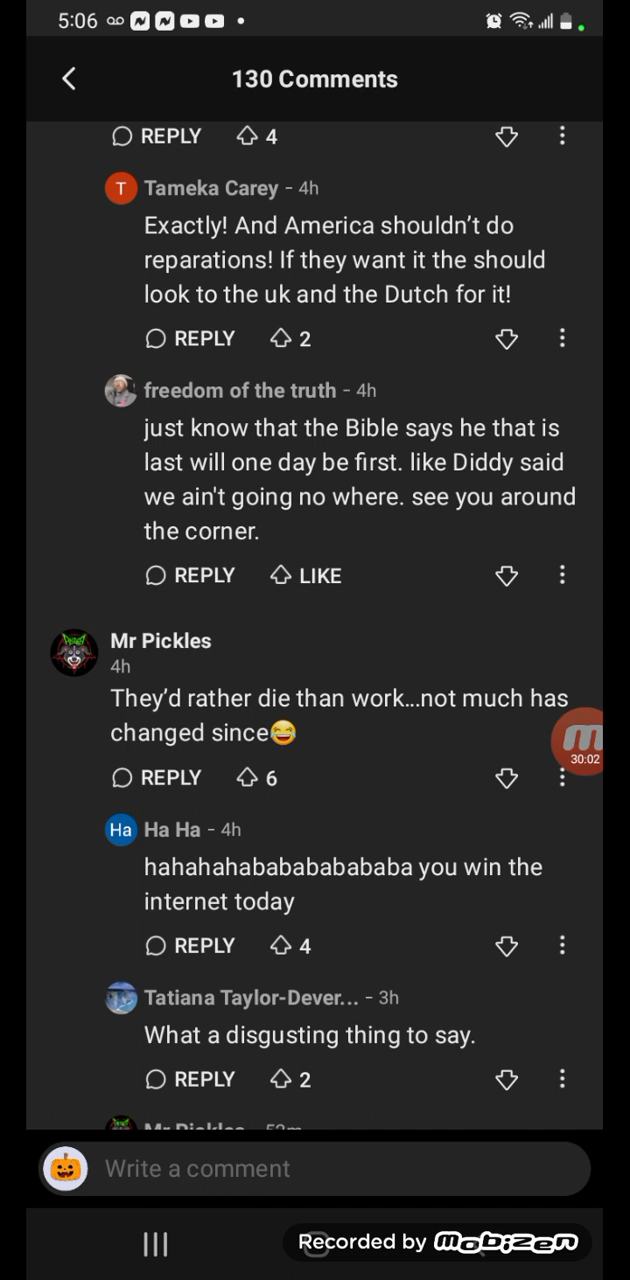 5:06
130 Comments
REPLY 4
T Tameka Carey - 4h
Exactly! And America shouldn't do
reparations! If they want it the should
look to the uk and the Dutch for it!
REPLY 2
freedom of the truth - 4h
just know that the Bible says he that is
last will one day be first. like Diddy said
we ain't going no where. see you around
the corner.
REPLY LIKE
Mr Pickles
4h
They'd rather die than work...not much has
changed since😂
30:02
REPLY 6
Ha Ha Ha - 4h
hahahahabababababababa you win the
internet today
REPLY 4
Tatiana Taylor-Dever... - 3h
What a disgusting thing to say.
REPLY 2
Mr Pickles 52m
Write a comment
Recorded by mobizen